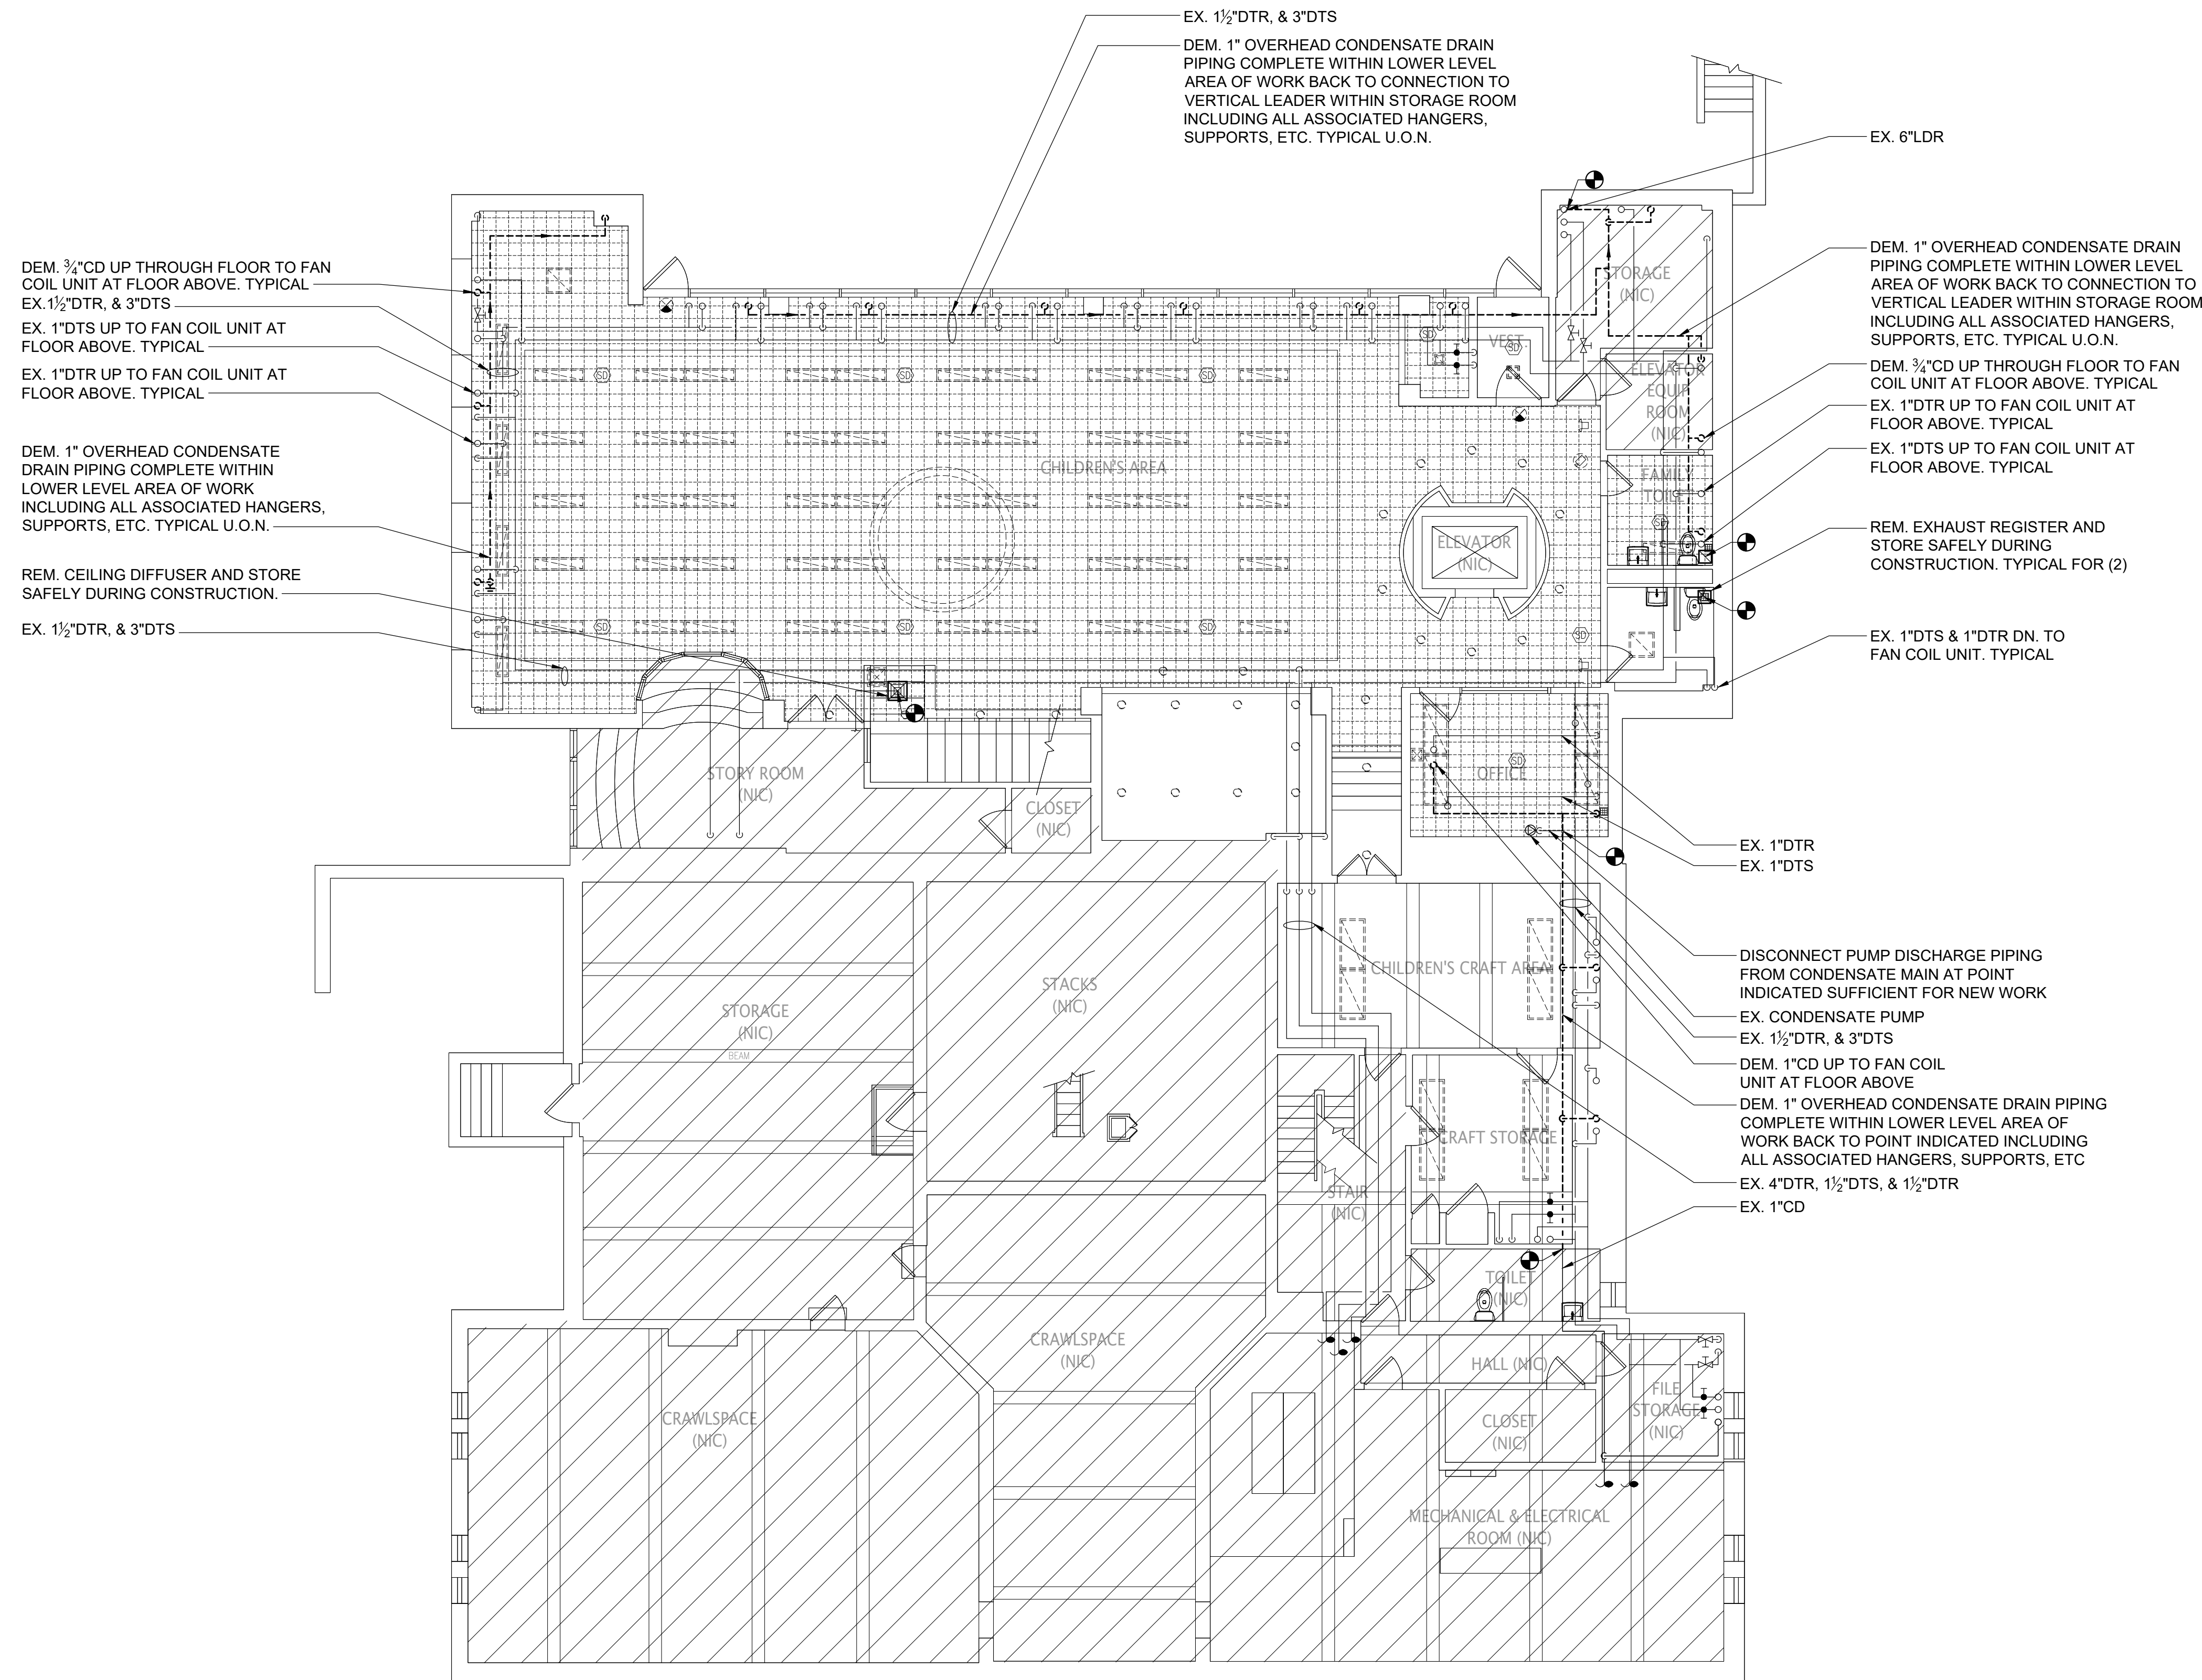 EX. 1½"DTR, & 3"DTS
DEM. 1" OVERHEAD CONDENSATE DRAIN
PIPING COMPLETE WITHIN LOWER LEVEL
AREA OF WORK BACK TO CONNECTION TO
VERTICAL LEADER WITHIN STORAGE ROOM
INCLUDING ALL ASSOCIATED HANGERS,
SUPPORTS, ETC. TYPICAL U.O.N.
EX. 6"LDR
DEM. ¾"CD UP THROUGH FLOOR TO FAN
COIL UNIT AT FLOOR ABOVE. TYPICAL
EX.1½"DTR, & 3"DTS
EX. 1"DTS UP TO FAN COIL UNIT AT
FLOOR ABOVE. TYPICAL
EX. 1"DTR UP TO FAN COIL UNIT AT
FLOOR ABOVE. TYPICAL
DEM. 1" OVERHEAD CONDENSATE
DRAIN PIPING COMPLETE WITHIN
LOWER LEVEL AREA OF WORK
INCLUDING ALL ASSOCIATED HANGERS,
SUPPORTS, ETC. TYPICAL U.O.N.
REM. CEILING DIFFUSER AND STORE
SAFELY DURING CONSTRUCTION.
EX. 1½"DTR, & 3"DTS
DEM. 1" OVERHEAD CONDENSATE DRAIN
PIPING COMPLETE WITHIN LOWER LEVEL
AREA OF WORK BACK TO CONNECTION TO
VERTICAL LEADER WITHIN STORAGE ROOM
INCLUDING ALL ASSOCIATED HANGERS,
SUPPORTS, ETC. TYPICAL U.O.N.
DEM. ¾"CD UP THROUGH FLOOR TO FAN
COIL UNIT AT FLOOR ABOVE. TYPICAL
EX. 1"DTR UP TO FAN COIL UNIT AT
FLOOR ABOVE. TYPICAL
EX. 1"DTS UP TO FAN COIL UNIT AT
FLOOR ABOVE. TYPICAL
REM. EXHAUST REGISTER AND
STORE SAFELY DURING
CONSTRUCTION. TYPICAL FOR (2)
EX. 1"DTS & 1"DTR DN. TO
FAN COIL UNIT. TYPICAL
STORAGE
(NIC)
SD
VEST.
SD
ELEVATOR
EQUIP
ROOM
(NIC)
SD
SD
SD
CHILDREN'S AREA
FAMILY
TOILET
SD
ELEVATOR
(NIC)
SD
SD
SD
SD
STORY ROOM
(NIC)
CLOSET
(NIC)
SD
OFFICE
EX. 1"DTR
EX. 1"DTS
DISCONNECT PUMP DISCHARGE PIPING
FROM CONDENSATE MAIN AT POINT
INDICATED SUFFICIENT FOR NEW WORK
EX. CONDENSATE PUMP
EX. 1½"DTR, & 3"DTS
DEM. 1"CD UP TO FAN COIL
UNIT AT FLOOR ABOVE
DEM. 1" OVERHEAD CONDENSATE DRAIN PIPING
COMPLETE WITHIN LOWER LEVEL AREA OF
WORK BACK TO POINT INDICATED INCLUDING
ALL ASSOCIATED HANGERS, SUPPORTS, ETC
EX. 4"DTR, 1½"DTS, & 1½"DTR
EX. 1"CD
STORAGE
(NIC)
BEAM
STACKS
(NIC)
CHILDREN'S CRAFT AREA
CRAFT STORAGE
STAIR
(NIC)
TOILET
(NIC)
CRAWLSPACE
(NIC)
HALL (NIC)
CRAWLSPACE
(NIC)
CLOSET
(NIC)
FILE
STORAGE
(NIC)
MECHANICAL & ELECTRICAL
ROOM (NIC)